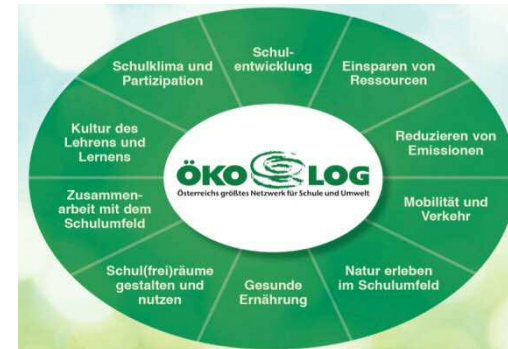 Schul-
entwicklung
Einsparen von
Ressourcen
Reduzieren von
Emissionen
Mobilität und
Verkehr
Natur erleben
im Schulumfeld
Gesunde
Ernährung
Schul(frei)räume
gestalten und
nutzen
Zusammen-
arbeit mit dem
Schulumfeld
Kultur des
Lehrens und
Lernens
Schulklima und
Partizipation
ÖKO LOG
Österreichs größtes Netzwerk für Schule und Umwelt